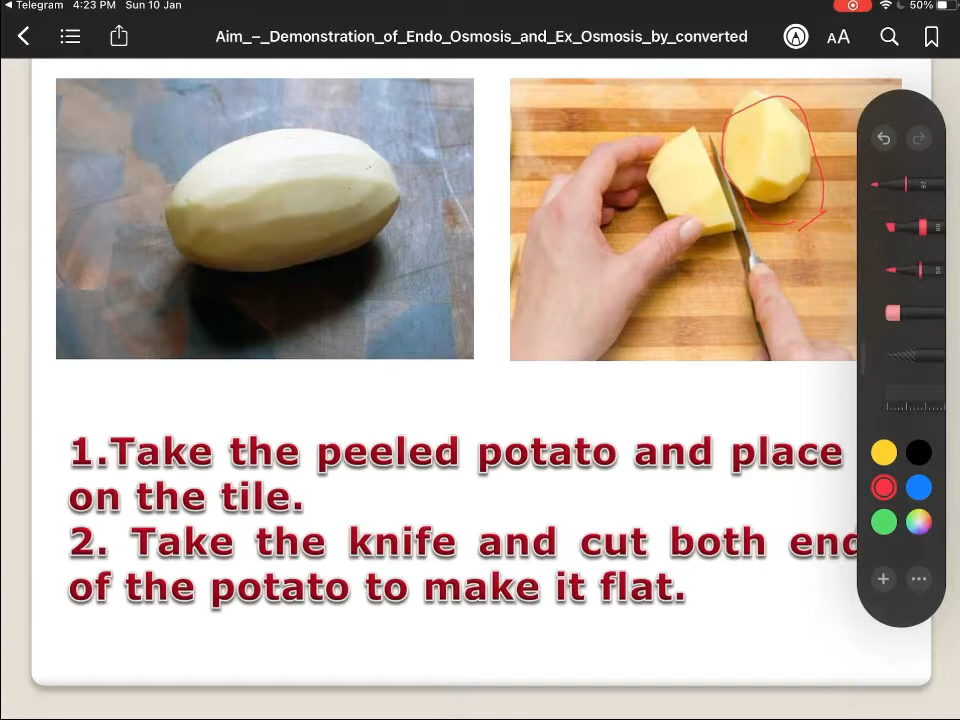 Telegram 4:23 PM Sun 10 Jan 50%
Aim_–_Demonstration_of_Endo_Osmosis_and_Ex_Osmosis_by_converted
AA
1.Take the peeled potato and place
on the tile.
2. Take the knife and cut both end
of the potato to make it flat.